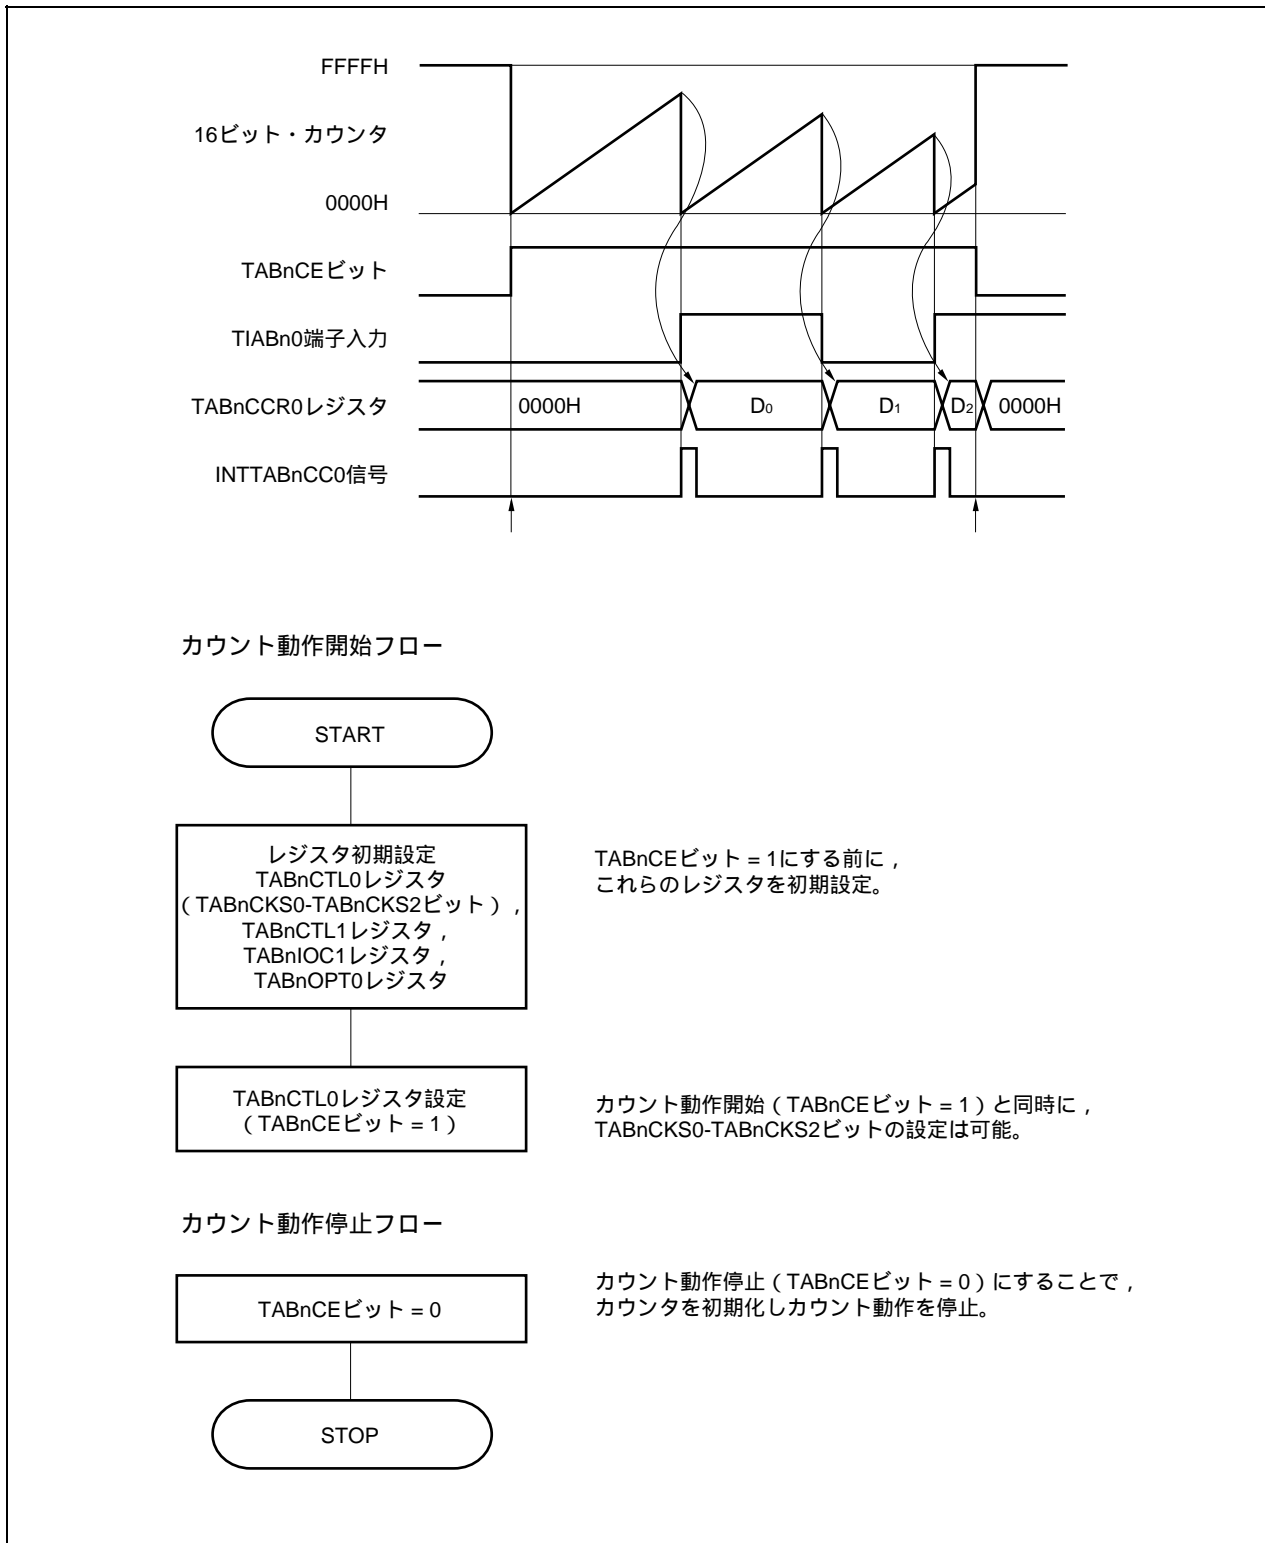 FFFFH
16ビット・カウンタ
0000H
TABnCEビット
TIABn0端子入力
TABnCCR0レジスタ
0000H D0 D1 D2 0000H
INTTABnCC0信号
カウント動作開始フロー
START
レジスタ初期設定
TABnCTL0レジスタ
（TABnCKS0-TABnCKS2ビット），
TABnCTL1レジスタ，
TABnIOC1レジスタ，
TABnOPT0レジスタ
TABnCEビット = 1にする前に，
これらのレジスタを初期設定。
TABnCTL0レジスタ設定
（TABnCEビット = 1）
カウント動作開始（TABnCEビット = 1）と同時に，
TABnCKS0-TABnCKS2ビットの設定は可能。
カウント動作停止フロー
TABnCEビット = 0
カウント動作停止（TABnCEビット = 0）にすることで，
カウンタを初期化しカウント動作を停止。
STOP